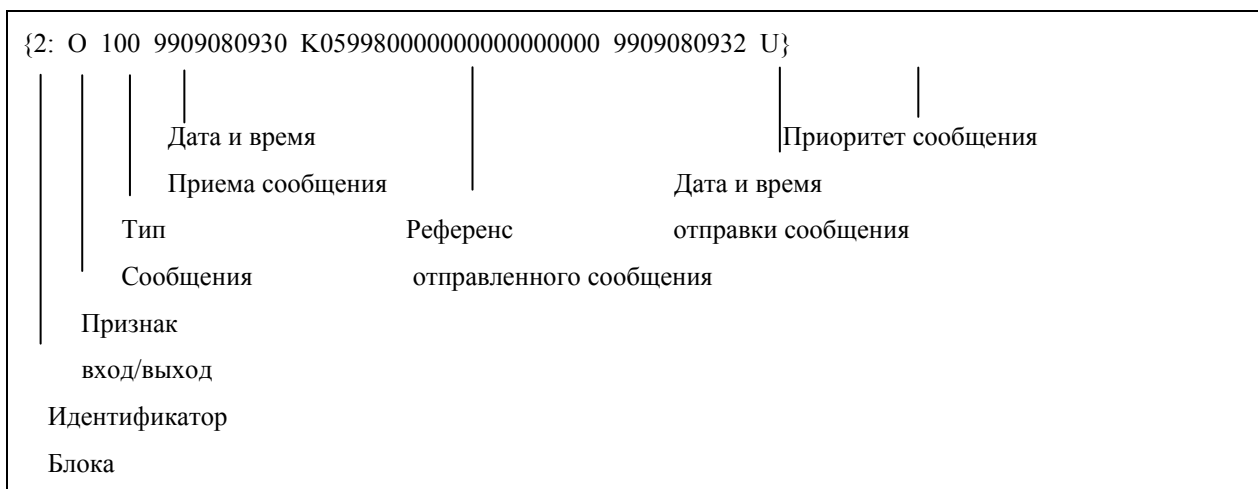 {2: O 100 9909080930 K059980000000000000000 9909080932 U}
Дата и время Приоритет сообщения
Приема сообщения Дата и время
Тип Референс отправки сообщения
Сообщения отправленного сообщения
Признак
вход/выход
Идентификатор
Блока